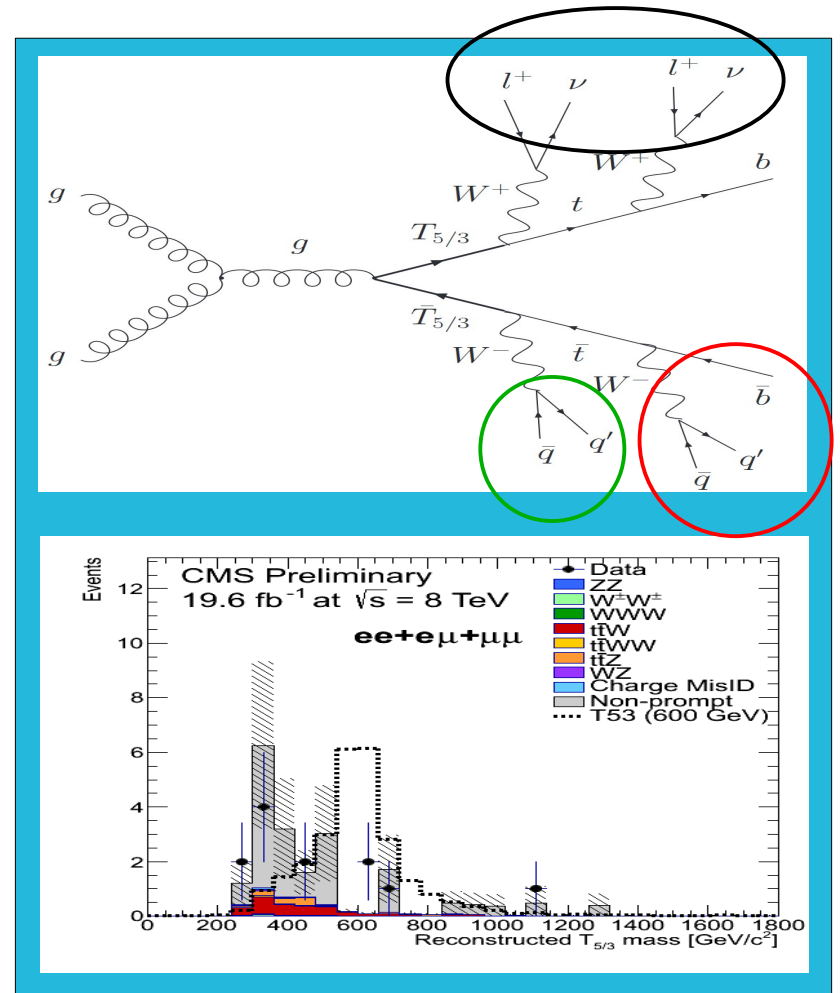 l⁺ ν l⁺ ν
g W⁺ W⁺ b
t
g T₅/₃
T̄₅/₃
g W⁻ t̄ W⁻ b̄
q̄ q′ q̄ q′
CMS Preliminary
19.6 fb⁻¹ at √s = 8 TeV
ee+eμ+μμ
Data
ZZ
W±W±
WWW
tt̄W
tt̄WW
tt̄Z
WZ
Charge MisID
Non-prompt
T53 (600 GeV)
Events
12
10
8
6
4
2
0
0 200 400 600 800 1000 1200 1400 1600 1800
Reconstructed T₅/₃ mass [GeV/c²]